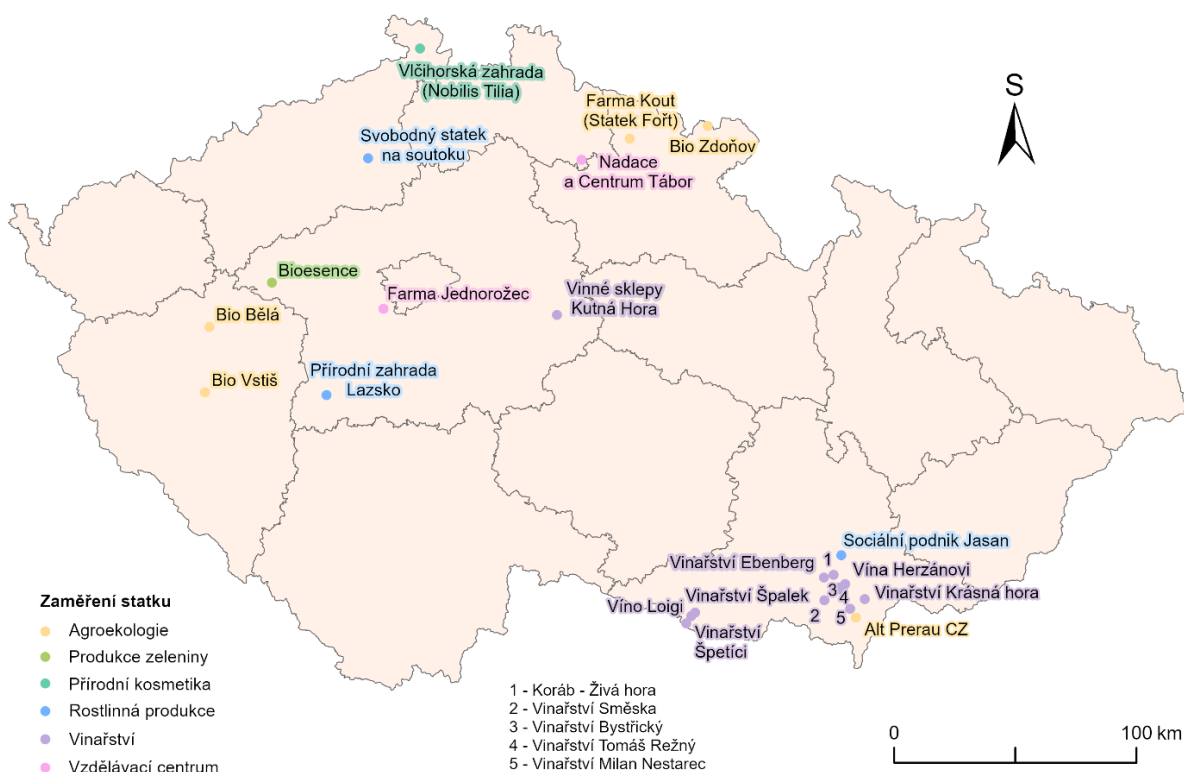 Vlčihorská zahrada
(Nobilis Tilia)
S
Farma Kout
(Statek Fořt)
Bio Zdoňov
Svobodný statek
na soutoku
Nadace
a Centrum Tábor
Bioesence
Farma Jednorožec
Vinné sklepy
Kutná Hora
Bio Bělá
Bio Vstiš
Přírodní zahrada
Lazsko
Sociální podnik Jasan
Vinařství Ebenberg
1
Vína Herzánovi
3
4
Vinařství Špalek
Vinařství Krásná hora
Víno Loigi
2
5
Alt Prerau CZ
Vinařství
Špetíci
Zaměření statku
Agroekologie
Produkce zeleniny
Přírodní kosmetika
Rostlinná produkce
Vinařství
Vzdělávací centrum
1 - Koráb - Živá hora
2 - Vinařství Směska
3 - Vinařství Bystřický
4 - Vinařství Tomáš Režný
5 - Vinařství Milan Nestarec
0
100 km